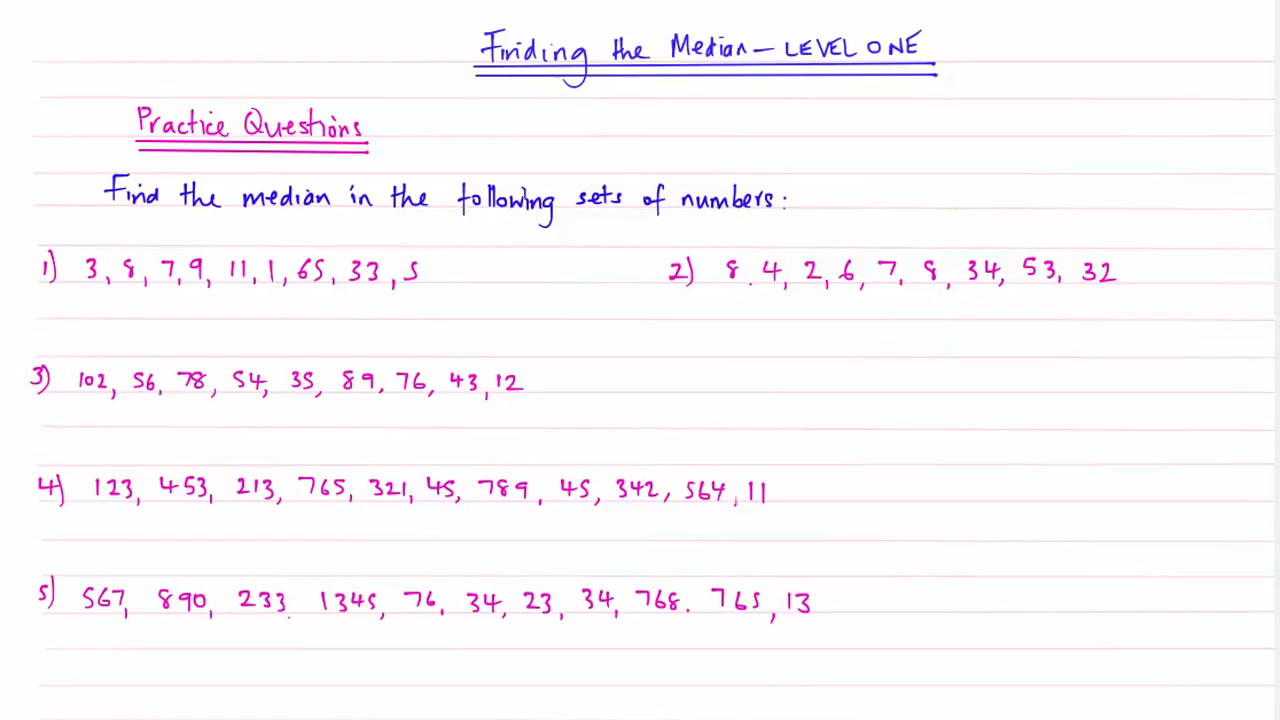 Finding the Median – LEVEL ONE
Practice Questions
Find the median in the following sets of numbers:
1) 3, 8, 7, 9, 11, 1, 65, 33, 5
2) 8, 4, 2, 6, 7, 8, 34, 53, 32
3) 102, 56, 78, 54, 35, 89, 76, 43, 12
4) 123, 453, 213, 765, 321, 45, 789, 45, 342, 564, 11
5) 567, 890, 233, 1345, 76, 34, 23, 34, 768, 765, 13